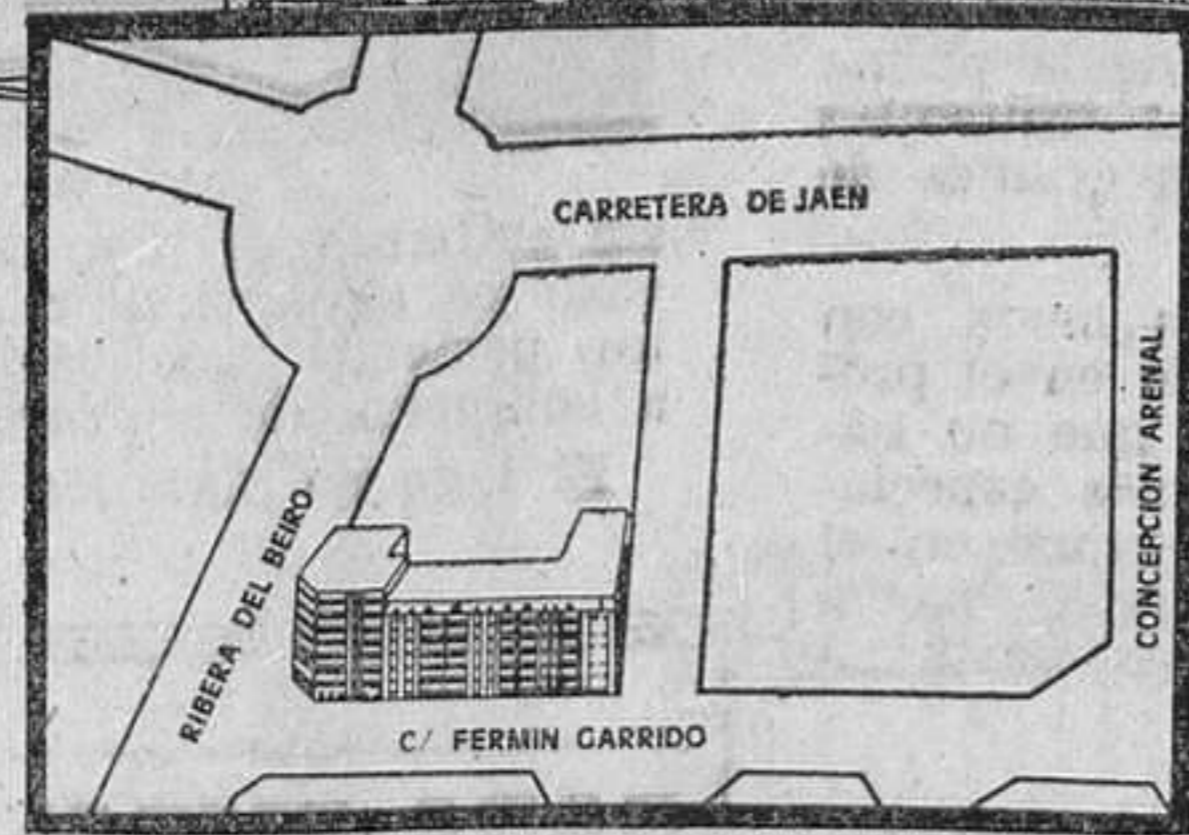 CARRETERA DE JAEN
CONCEPCION ARENAL
RIBERA DEL BEIRO
C/ FERMIN GARRIDO